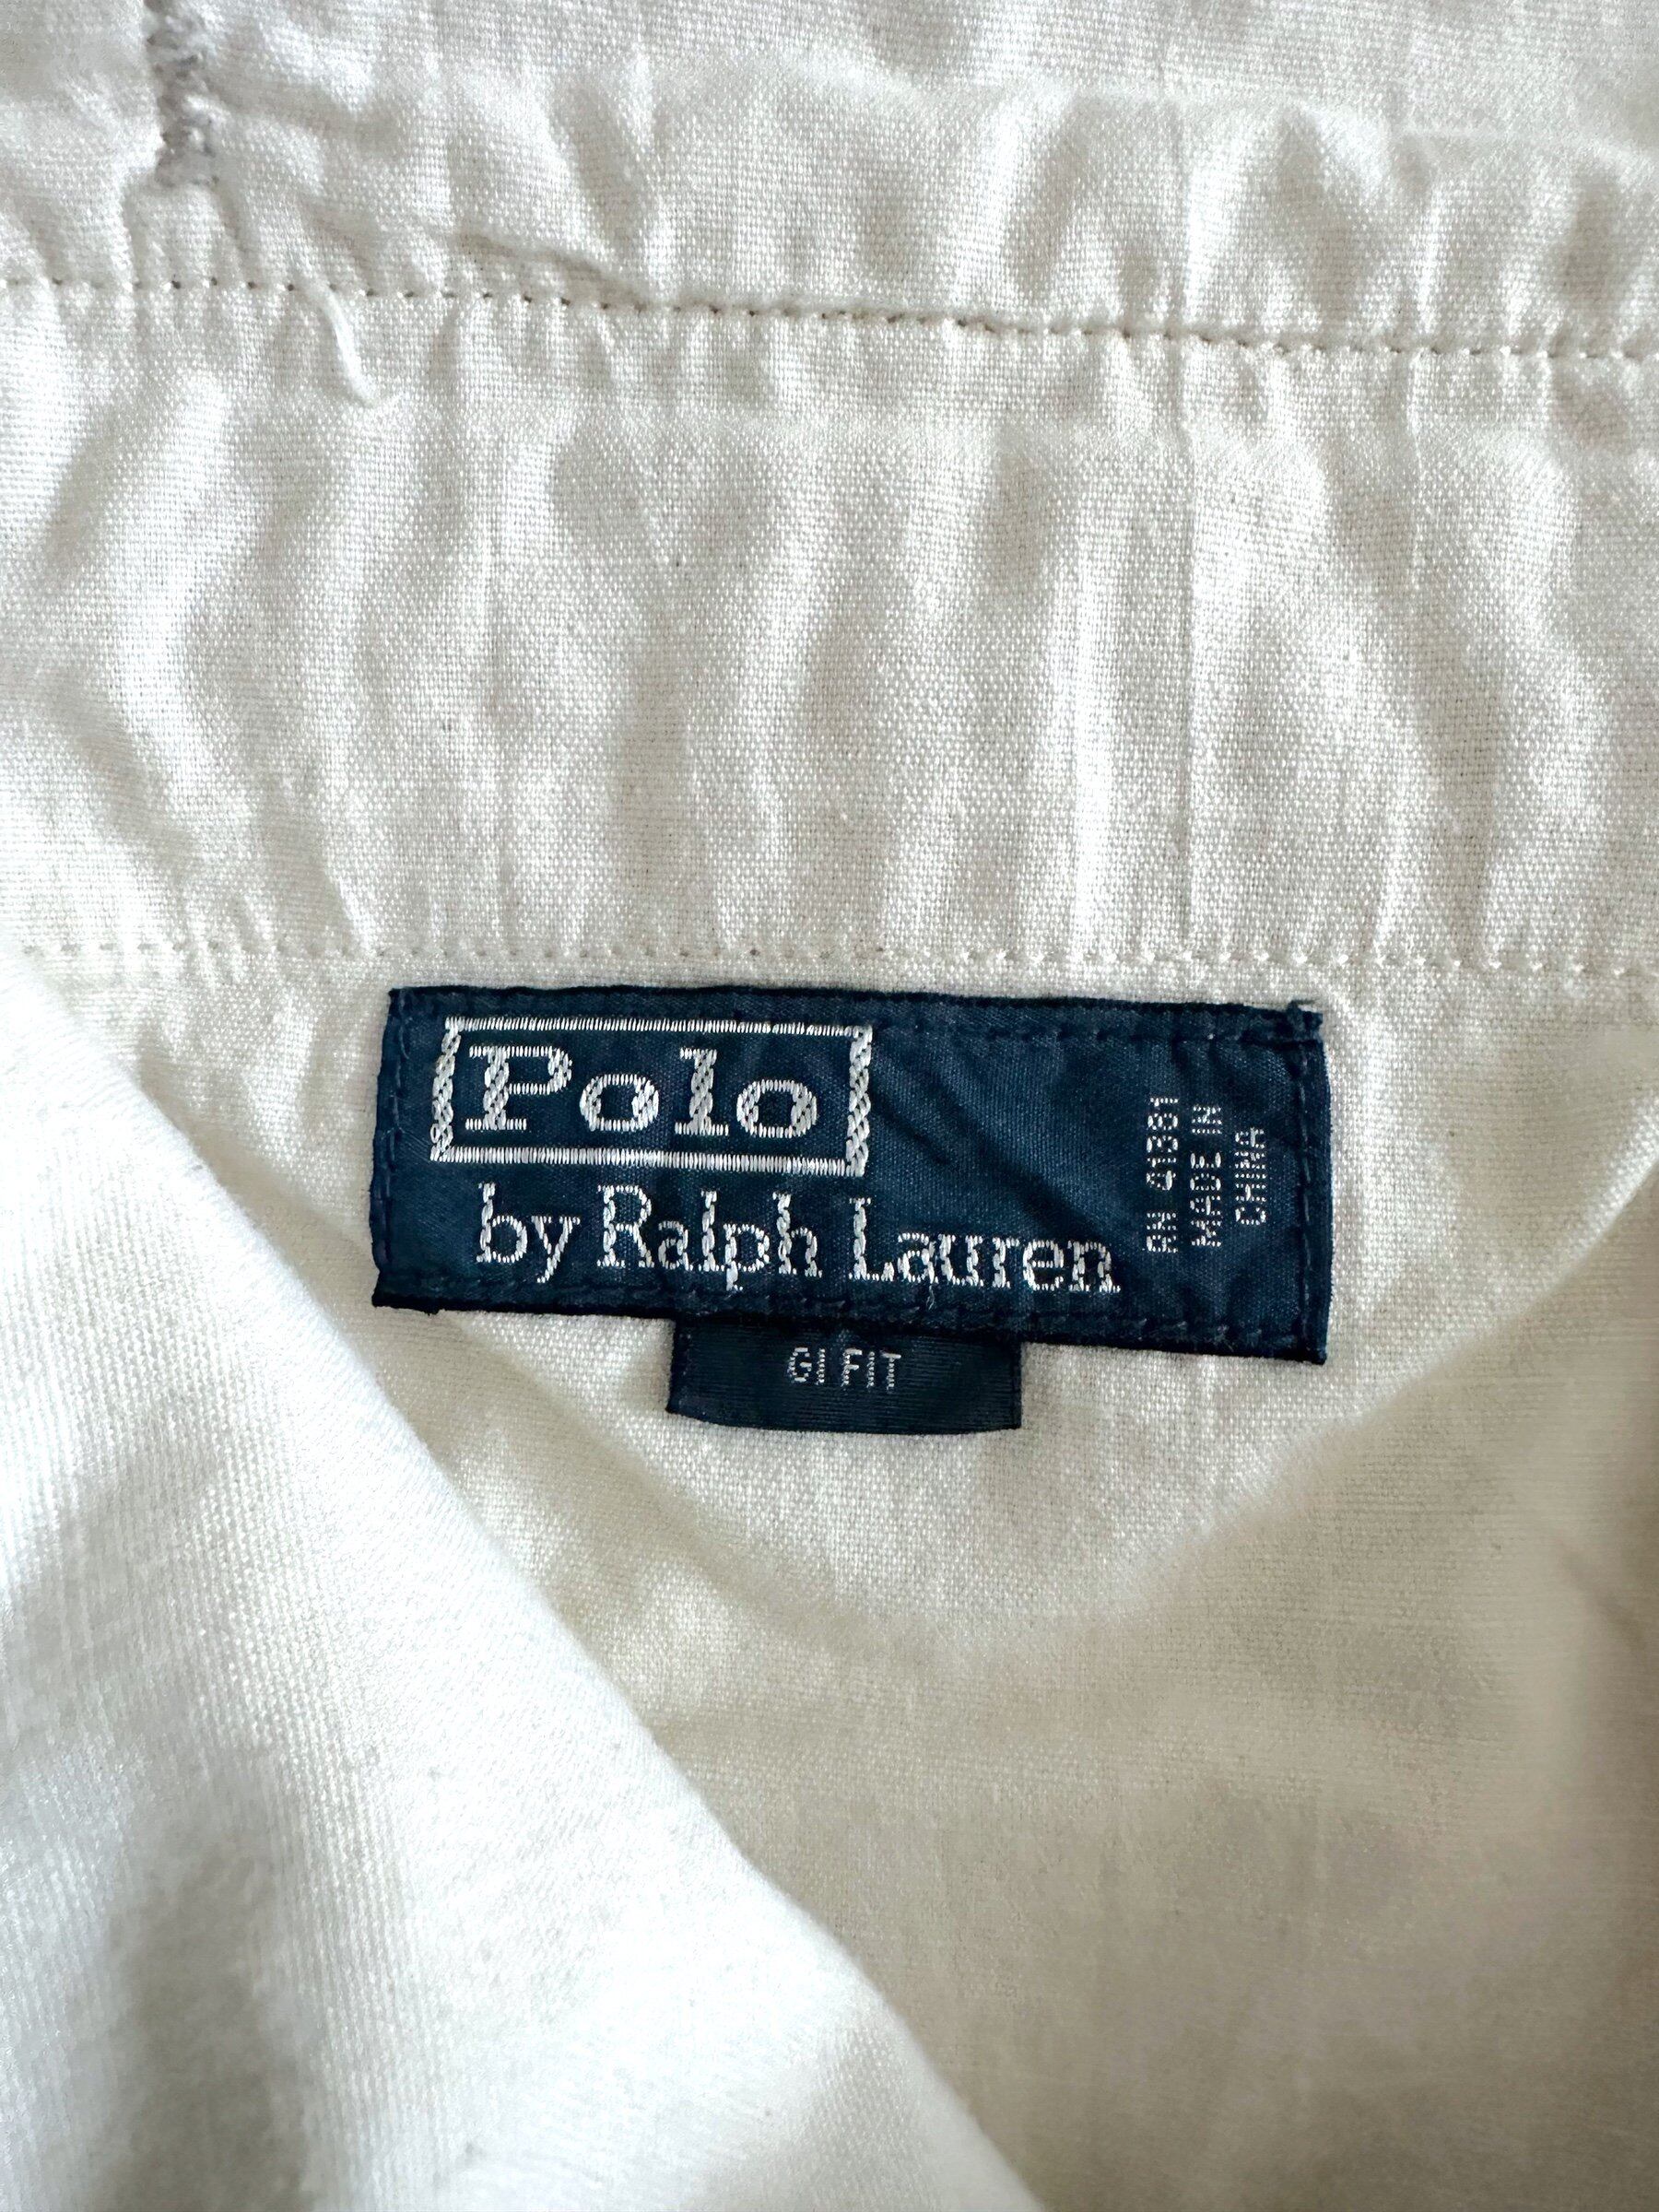 Polo
by Ralph Lauren
RN 41381
MADE IN
CHINA
GI FIT